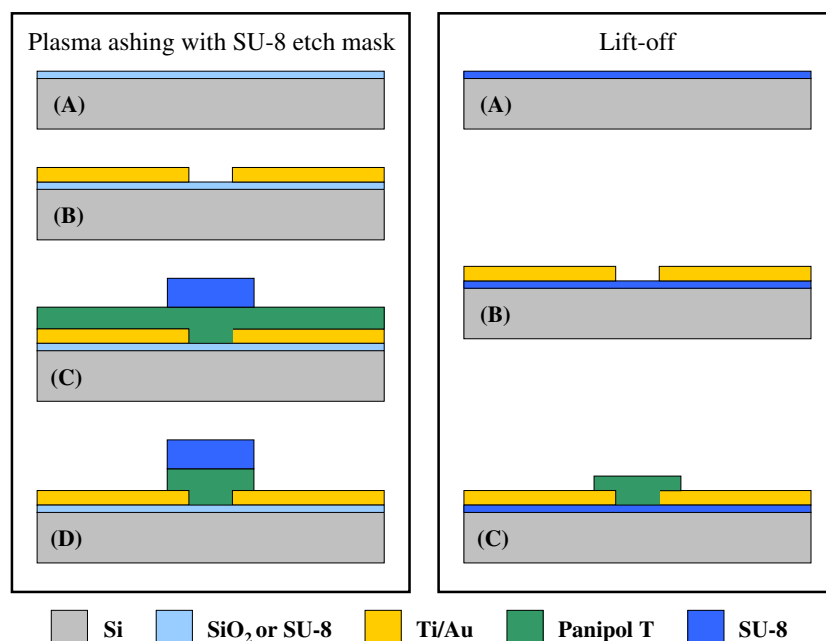 Plasma ashing with SU-8 etch mask
(A)
(B)
(C)
(D)
Lift-off
(A)
(B)
(C)
Si
SiO₂ or SU-8
Ti/Au
Panipol T
SU-8